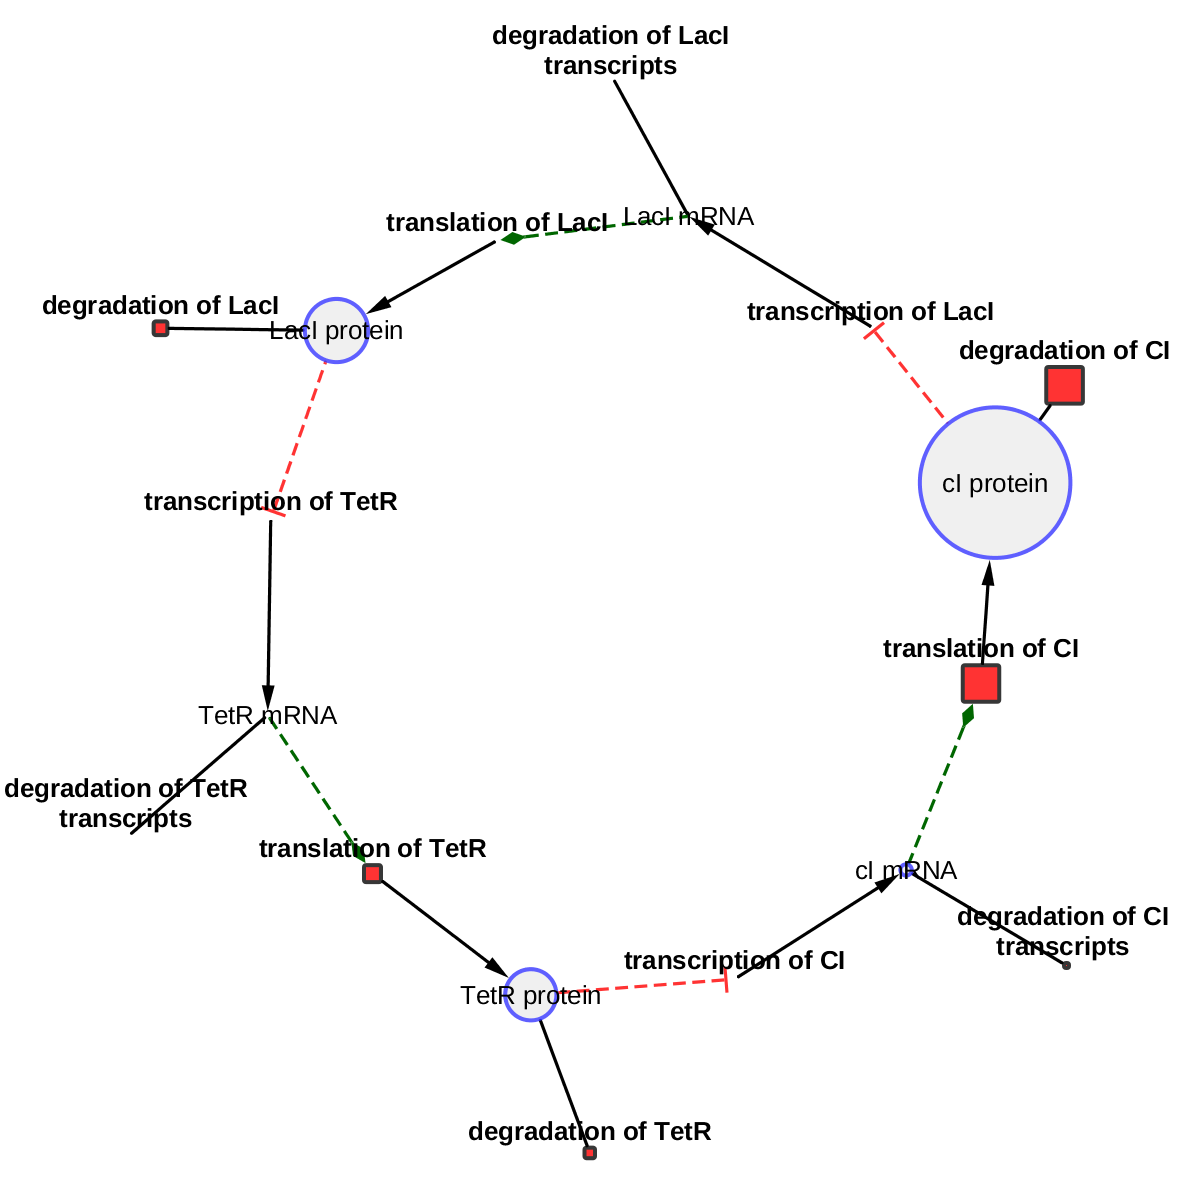 degradation of LacI
transcripts
LacI mRNA
translation of LacI
degradation of LacI
LacI protein
transcription of LacI
degradation of CI
cI protein
transcription of TetR
translation of CI
TetR mRNA
degradation of TetR
transcripts
translation of TetR
cI mRNA
degradation of CI
transcripts
transcription of CI
TetR protein
degradation of TetR